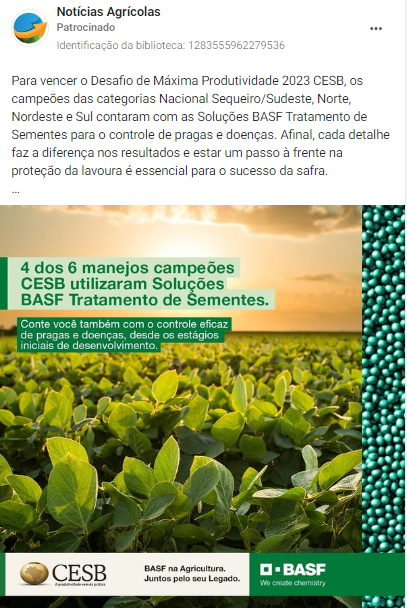 Notícias Agrícolas
Patrocinado
Identificação da biblioteca: 1283555962279536
Para vencer o Desafio de Máxima Produtividade 2023 CESB, os
campeões das categorias Nacional Sequeiro/Sudeste, Norte,
Nordeste e Sul contaram com as Soluções BASF Tratamento de
Sementes para o controle de pragas e doenças. Afinal, cada detalhe
faz a diferença nos resultados e estar um passo à frente na
proteção da lavoura é essencial para o sucesso da safra.
...
4 dos 6 manejos campeões
CESB utilizaram Soluções
BASF Tratamento de Sementes.
Conte você também com o controle eficaz
de pragas e doenças, desde os estágios
iniciais de desenvolvimento.
CESB
A produtividade vem da prática
BASF na Agricultura.
Juntos pelo seu Legado.
BASF
We create chemistry